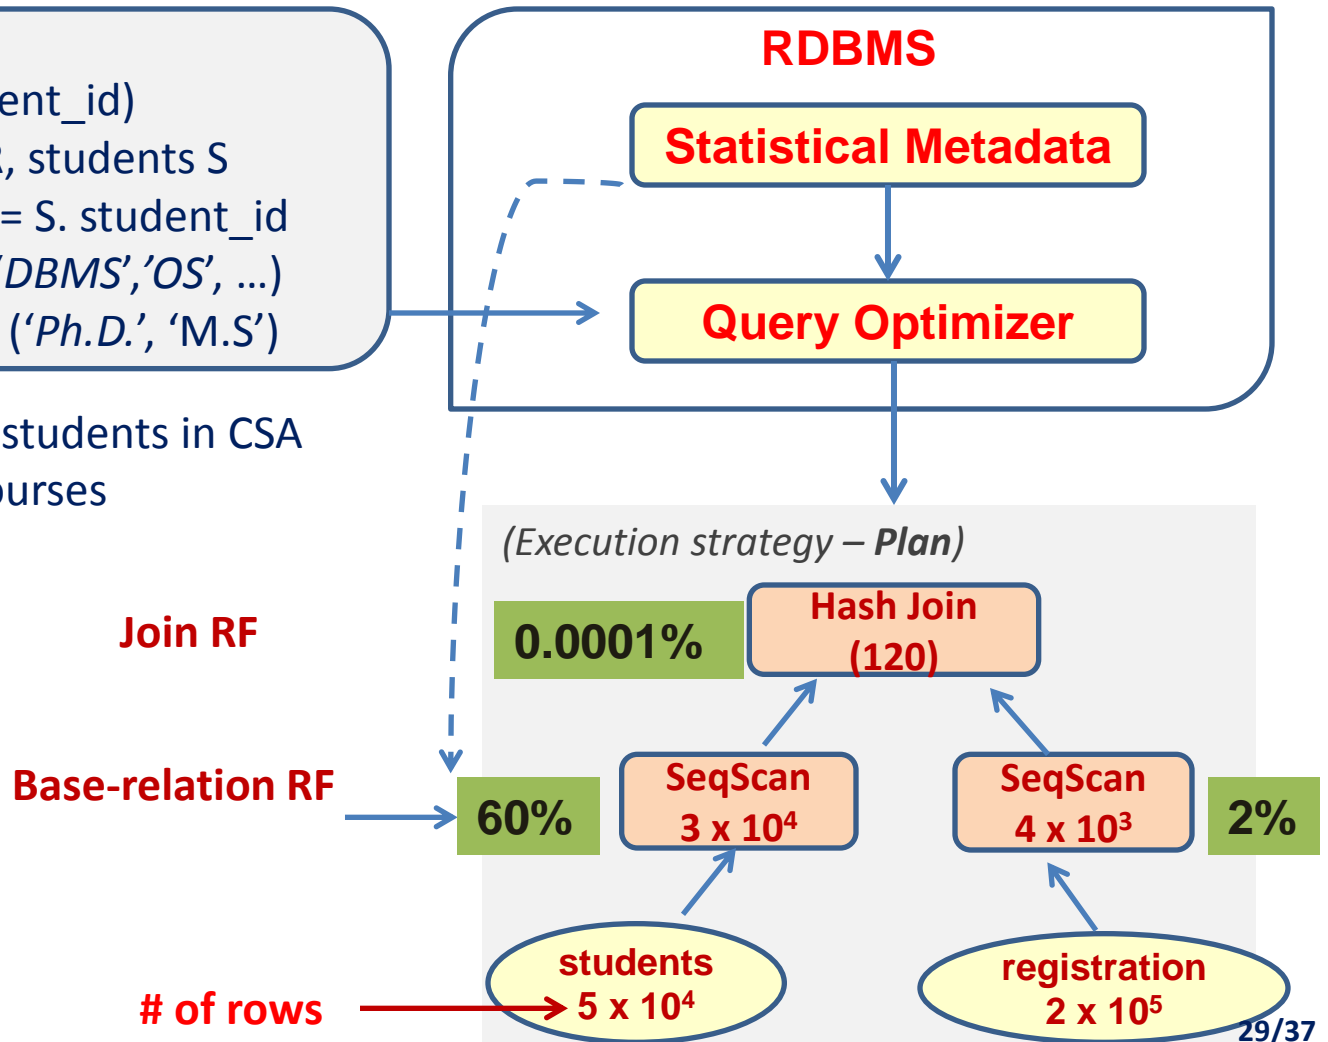 ent_id)
R, students S
= S. student_id
‘DBMS’,’OS’, …)
(‘Ph.D.’, ‘M.S’)
students in CSA
ourses
RDBMS
Statistical Metadata
Query Optimizer
(Execution strategy – Plan)
Join RF
0.0001%
Hash Join
(120)
Base-relation RF
60%
SeqScan
3 x 10⁴
SeqScan
4 x 10³
2%
# of rows
students
5 x 10⁴
registration
2 x 10⁵
29/37